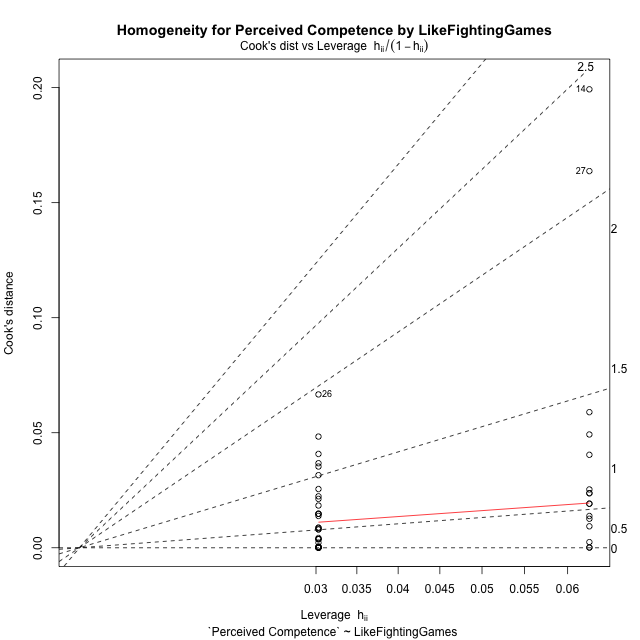 Homogeneity for Perceived Competence by LikeFightingGames
Cook's dist vs Leverage hii/(1 − hii)
2.5
14
27
2
26
1.5
1
0.5
0
0.20
0.15
0.10
0.05
0.00
Cook's distance
0.03 0.035 0.04 0.045 0.05 0.055 0.06
Leverage hii
`Perceived Competence` ~ LikeFightingGames